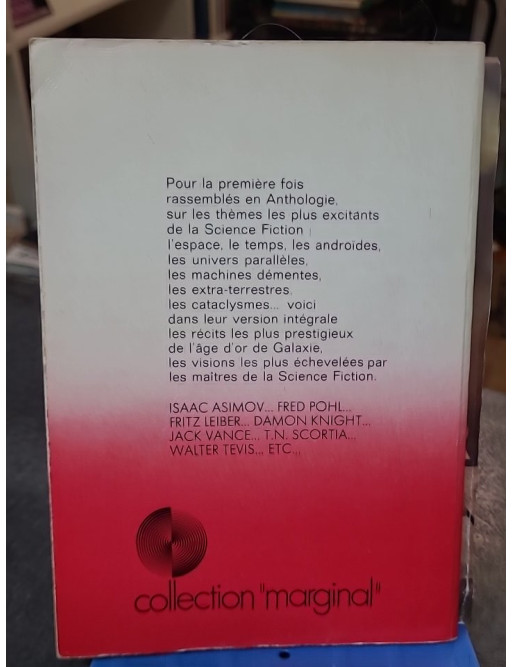 Pour la première fois
rassemblés en Anthologie,
sur les thèmes les plus excitants
de la Science Fiction :
l'espace, le temps, les androïdes,
les univers parallèles,
les machines démentes,
les extra-terrestres,
les cataclysmes... voici
dans leur version intégrale
les récits les plus prestigieux
de l'âge d'or de Galaxie,
les visions les plus échevelées par
les maîtres de la Science Fiction.
ISAAC ASIMOV... FRED POHL...
FRITZ LEIBER... DAMON KNIGHT...
JACK VANCE... T.N. SCORTIA...
WALTER TEVIS... ETC...
collection "marginal"